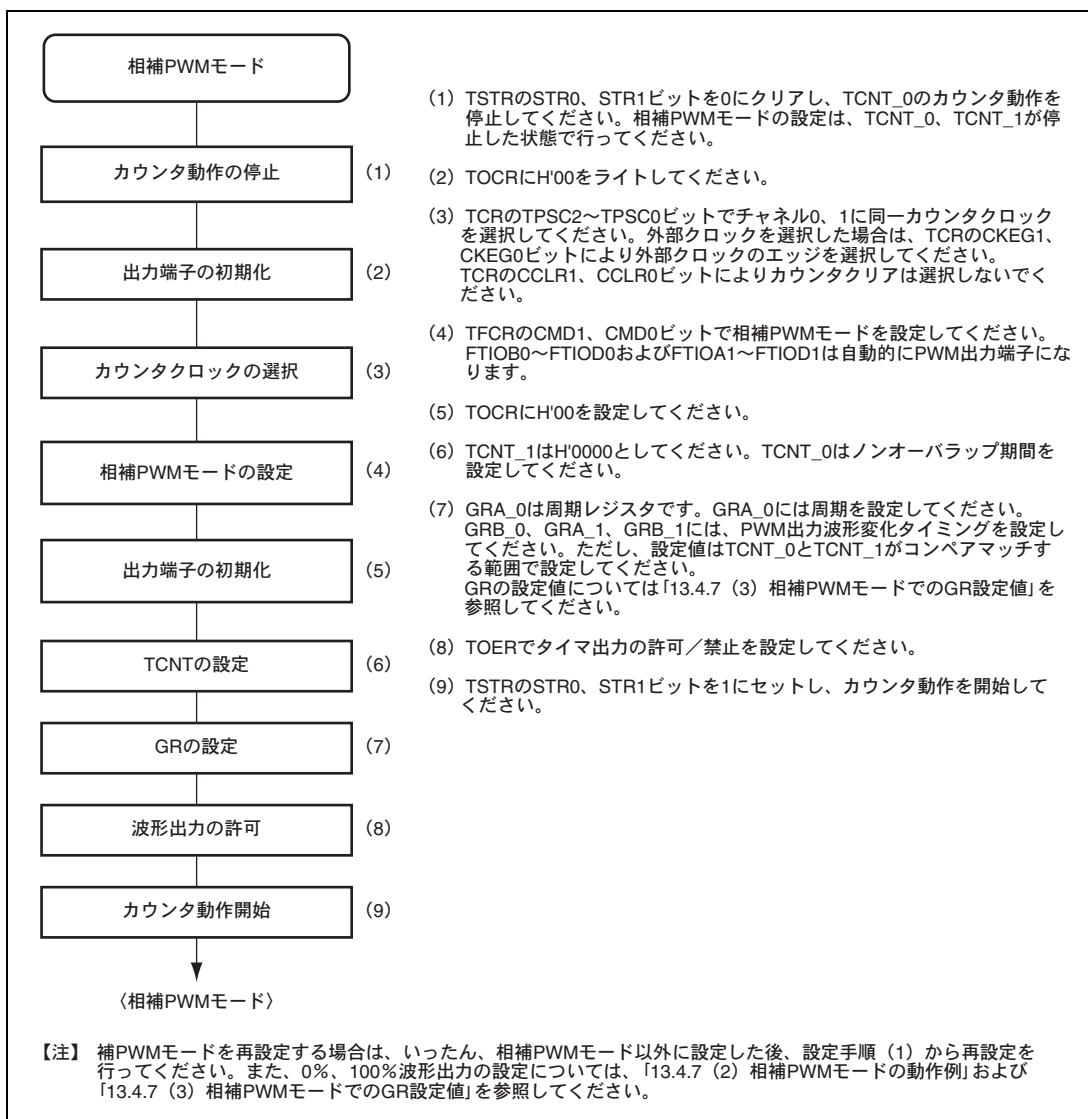 相補PWMモード
カウンタ動作の停止 (1)
出力端子の初期化 (2)
カウンタクロックの選択 (3)
相補PWMモードの設定 (4)
出力端子の初期化 (5)
TCNTの設定 (6)
GRの設定 (7)
波形出力の許可 (8)
カウンタ動作開始 (9)
〈相補PWMモード〉
(1) TSTRのSTR0、STR1ビットを0にクリアし、TCNT_0のカウンタ動作を
停止してください。相補PWMモードの設定は、TCNT_0、TCNT_1が停
止した状態で行ってください。
(2) TOCRにH'00をライトしてください。
(3) TCRのTPSC2～TPSC0ビットでチャネル0、1に同一カウンタクロック
を選択してください。外部クロックを選択した場合は、TCRのCKEG1、
CKEG0ビットにより外部クロックのエッジを選択してください。
TCRのCCLR1、CCLR0ビットによりカウンタクリアは選択しないでく
ださい。
(4) TFCRのCMD1、CMD0ビットで相補PWMモードを設定してください。
FTIOB0～FTIOD0およびFTIOA1～FTIOD1は自動的にPWM出力端子にな
ります。
(5) TOCRにH'00を設定してください。
(6) TCNT_1はH'0000としてください。TCNT_0はノンオーバラップ期間を
設定してください。
(7) GRA_0は周期レジスタです。GRA_0には周期を設定してください。
GRB_0、GRA_1、GRB_1には、PWM出力波形変化タイミングを設定し
てください。ただし、設定値はTCNT_0とTCNT_1がコンペアマッチす
る範囲で設定してください。
GRの設定値については「13.4.7（3）相補PWMモードでのGR設定値」を
参照してください。
(8) TOERでタイマ出力の許可／禁止を設定してください。
(9) TSTRのSTR0、STR1ビットを1にセットし、カウンタ動作を開始して
ください。
【注】 補PWMモードを再設定する場合は、いったん、相補PWMモード以外に設定した後、設定手順（1）から再設定を
行ってください。また、0%、100%波形出力の設定については、「13.4.7（2）相補PWMモードの動作例」および
「13.4.7（3）相補PWMモードでのGR設定値」を参照してください。